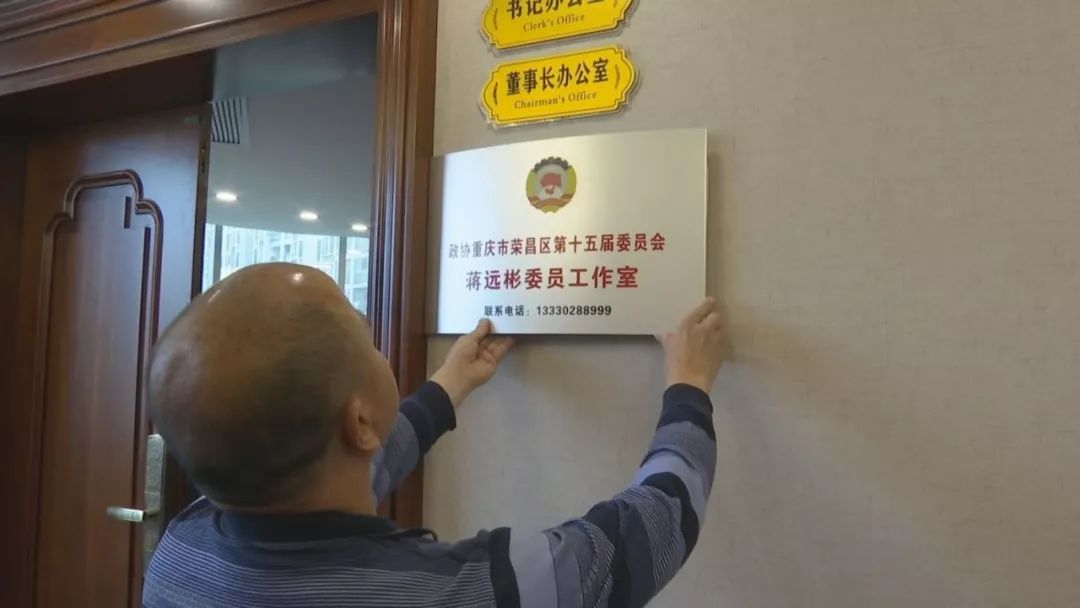 书记办公室
Clerk's Office
董事长办公室
Chairman's Office
政协重庆市荣昌区第十五届委员会
蒋远彬委员工作室
联系电话：13330288999